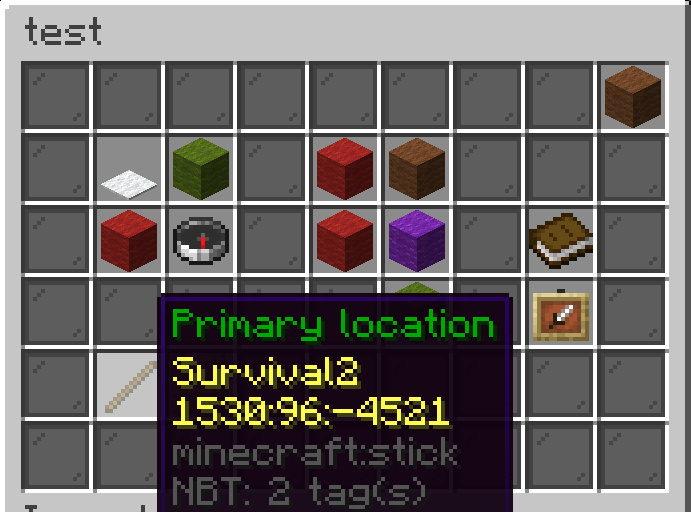 test
Primary location
Survival2
1530:96:-4521
minecraft:stick
NBT: 2 tag(s)